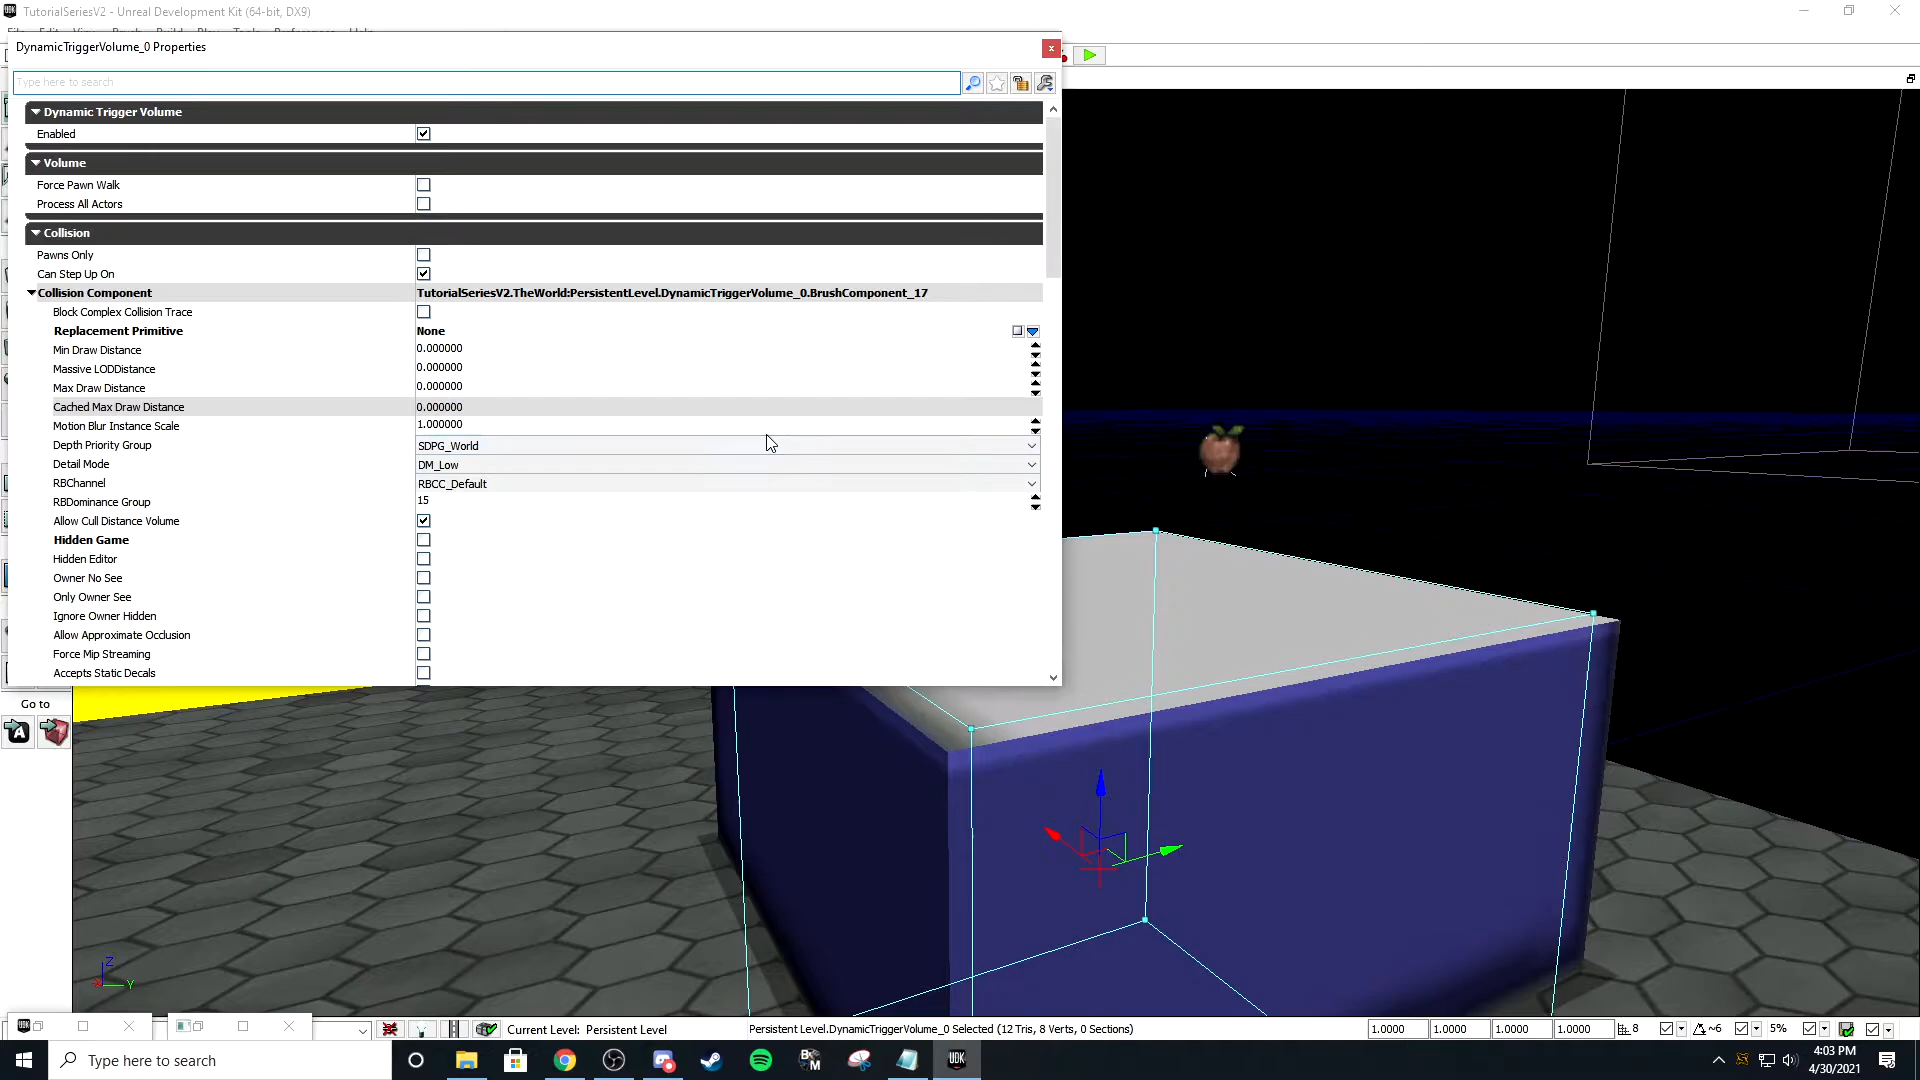 TutorialSeriesV2 - Unreal Development Kit (64-bit, DX9)
DynamicTriggerVolume_0 Properties
Type here to search
Dynamic Trigger Volume
Enabled
Volume
Force Pawn Walk
Process All Actors
Collision
Pawns Only
Can Step Up On
Collision Component TutorialSeriesV2.TheWorld:PersistentLevel.DynamicTriggerVolume_0.BrushComponent_17
Block Complex Collision Trace
Replacement Primitive None
Min Draw Distance 0.000000
Massive LODDistance 0.000000
Max Draw Distance 0.000000
Cached Max Draw Distance 0.000000
Motion Blur Instance Scale 1.000000
Depth Priority Group SDPG_World
Detail Mode DM_Low
RBChannel RBCC_Default
RBDominance Group 15
Allow Cull Distance Volume
Hidden Game
Hidden Editor
Owner No See
Only Owner See
Ignore Owner Hidden
Allow Approximate Occlusion
Force Mip Streaming
Accepts Static Decals
Go to
Z
Y
Current Level: Persistent Level Persistent Level.DynamicTriggerVolume_0 Selected (12 Tris, 8 Verts, 0 Sections) 1.0000 1.0000 1.0000 1.0000 8 ~6 5%
Type here to search
UDK
4:03 PM
4/30/2021